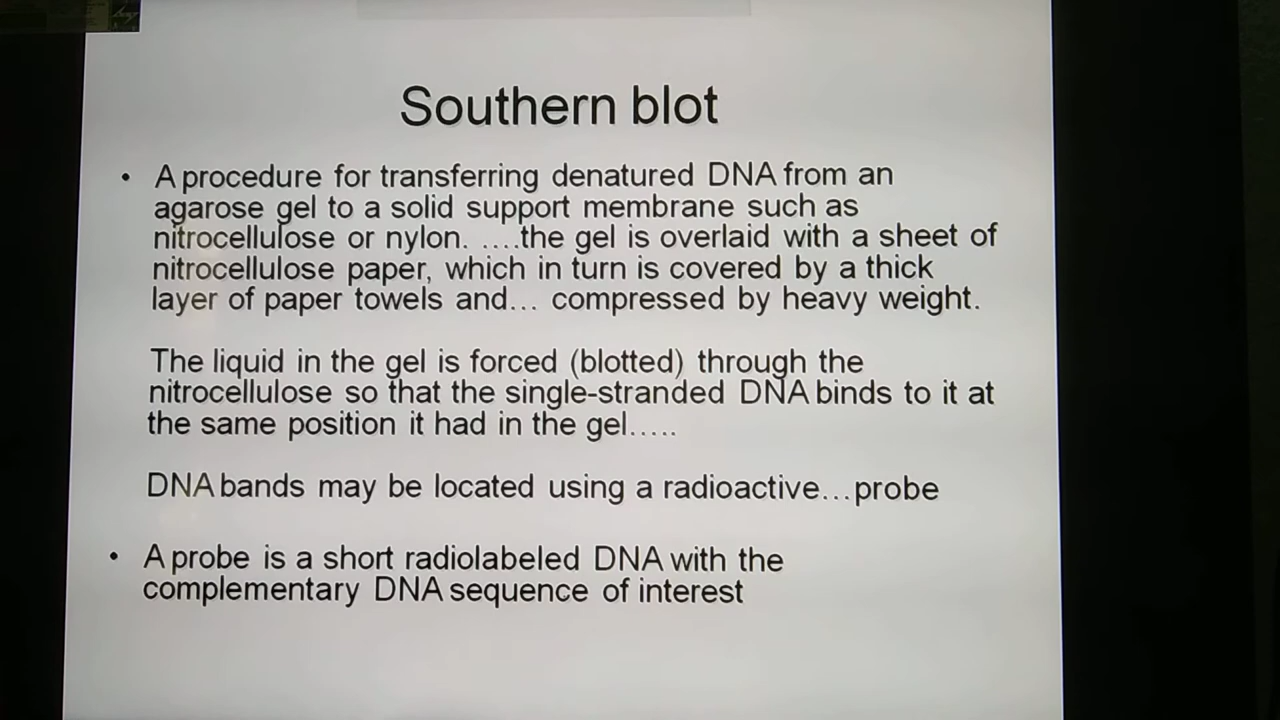 Southern blot
• A procedure for transferring denatured DNA from an
agarose gel to a solid support membrane such as
nitrocellulose or nylon. ….the gel is overlaid with a sheet of
nitrocellulose paper, which in turn is covered by a thick
layer of paper towels and… compressed by heavy weight.
The liquid in the gel is forced (blotted) through the
nitrocellulose so that the single-stranded DNA binds to it at
the same position it had in the gel…..
DNA bands may be located using a radioactive…probe
• A probe is a short radiolabeled DNA with the
complementary DNA sequence of interest